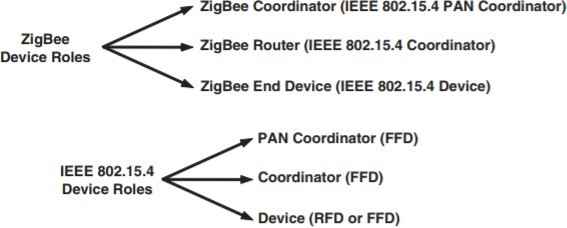 ZigBee
Device Roles
ZigBee Coordinator (IEEE 802.15.4 PAN Coordinator)
ZigBee Router (IEEE 802.15.4 Coordinator)
ZigBee End Device (IEEE 802.15.4 Device)
IEEE 802.15.4
Device Roles
PAN Coordinator (FFD)
Coordinator (FFD)
Device (RFD or FFD)